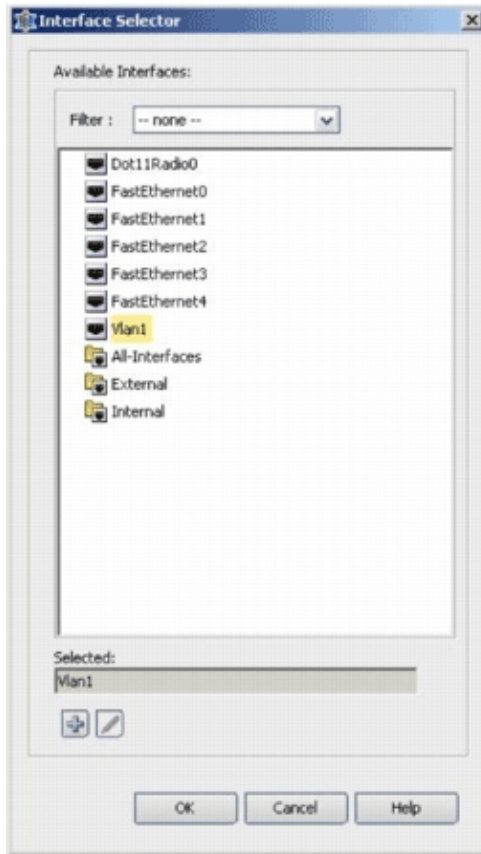 Interface Selector
Available Interfaces:
Filter : -- none --
Dot11Radio0
FastEthernet0
FastEthernet1
FastEthernet2
FastEthernet3
FastEthernet4
Vlan1
All-Interfaces
External
Internal
Selected:
Vlan1
OK Cancel Help